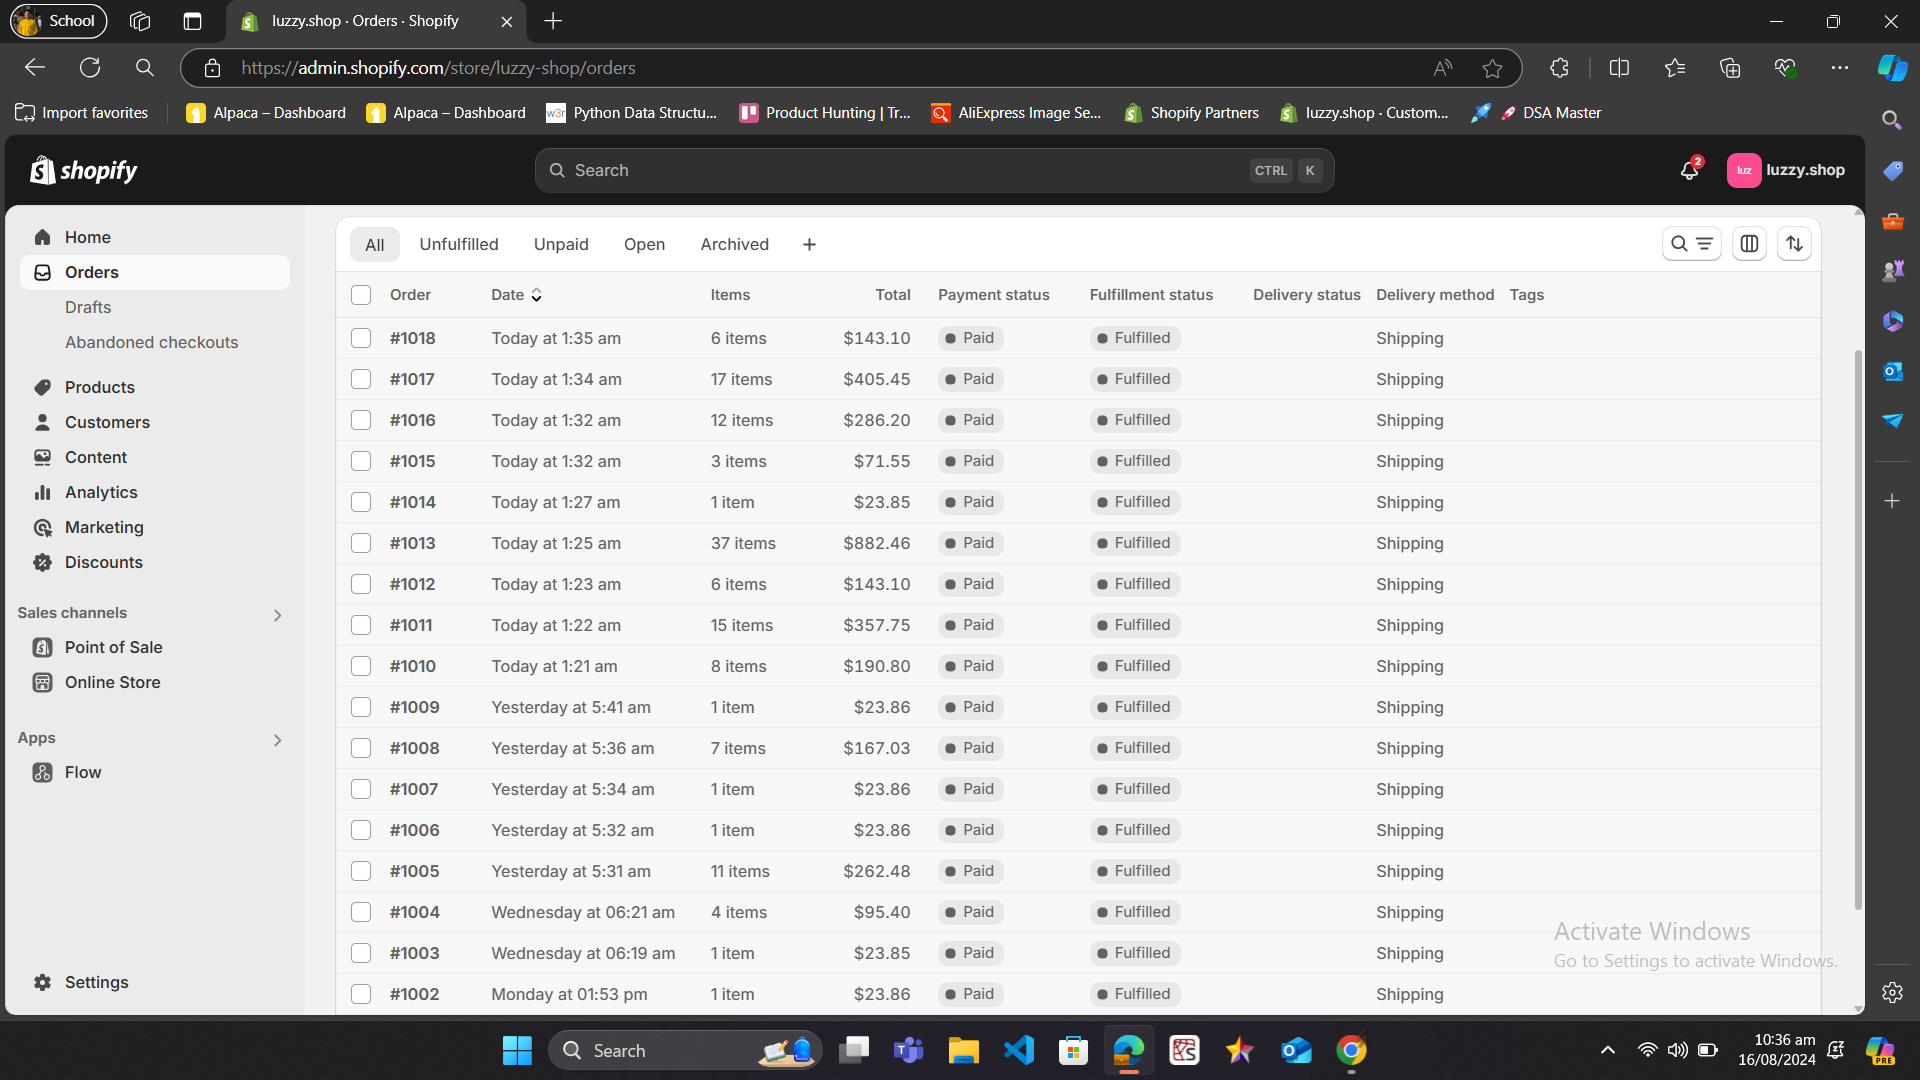 School
luzzy.shop · Orders · Shopify
https://admin.shopify.com/store/luzzy-shop/orders
Import favorites
Alpaca – Dashboard
Alpaca – Dashboard
w3r
Python Data Structu...
Product Hunting | Tr...
AliExpress Image Se...
Shopify Partners
luzzy.shop · Custom...
DSA Master
shopify
Search
CTRL K
2
luz
luzzy.shop
Home
Orders
Drafts
Abandoned checkouts
Products
Customers
Content
Analytics
Marketing
Discounts
Sales channels
Point of Sale
Online Store
Apps
Flow
Settings
All Unfulfilled Unpaid Open Archived +
Order Date Items Total Payment status Fulfillment status Delivery status Delivery method Tags
#1018 Today at 1:35 am 6 items $143.10 Paid Fulfilled Shipping
#1017 Today at 1:34 am 17 items $405.45 Paid Fulfilled Shipping
#1016 Today at 1:32 am 12 items $286.20 Paid Fulfilled Shipping
#1015 Today at 1:32 am 3 items $71.55 Paid Fulfilled Shipping
#1014 Today at 1:27 am 1 item $23.85 Paid Fulfilled Shipping
#1013 Today at 1:25 am 37 items $882.46 Paid Fulfilled Shipping
#1012 Today at 1:23 am 6 items $143.10 Paid Fulfilled Shipping
#1011 Today at 1:22 am 15 items $357.75 Paid Fulfilled Shipping
#1010 Today at 1:21 am 8 items $190.80 Paid Fulfilled Shipping
#1009 Yesterday at 5:41 am 1 item $23.86 Paid Fulfilled Shipping
#1008 Yesterday at 5:36 am 7 items $167.03 Paid Fulfilled Shipping
#1007 Yesterday at 5:34 am 1 item $23.86 Paid Fulfilled Shipping
#1006 Yesterday at 5:32 am 1 item $23.86 Paid Fulfilled Shipping
#1005 Yesterday at 5:31 am 11 items $262.48 Paid Fulfilled Shipping
#1004 Wednesday at 06:21 am 4 items $95.40 Paid Fulfilled Shipping
#1003 Wednesday at 06:19 am 1 item $23.85 Paid Fulfilled Shipping
#1002 Monday at 01:53 pm 1 item $23.86 Paid Fulfilled Shipping
Activate Windows
Go to Settings to activate Windows.
Search
10:36 am
16/08/2024
PRE